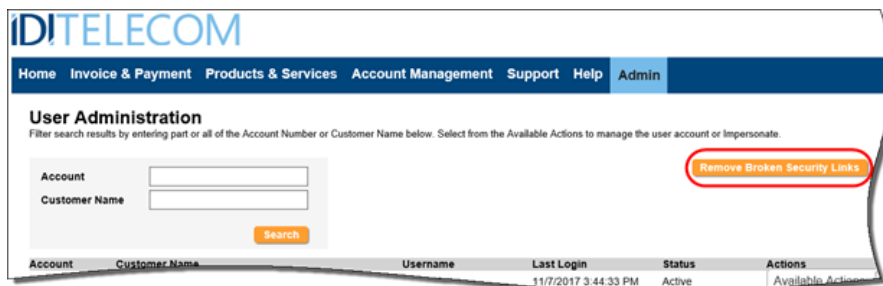 IDITELECOM
Home Invoice & Payment Products & Services Account Management Support Help Admin
User Administration
Filter search results by entering part or all of the Account Number or Customer Name below. Select from the Available Actions to manage the user account or Impersonate.
Remove Broken Security Links
Account
Customer Name
Search
Account Customer Name Username Last Login Status Actions
11/7/2017 3:44:33 PM Active Available Actions